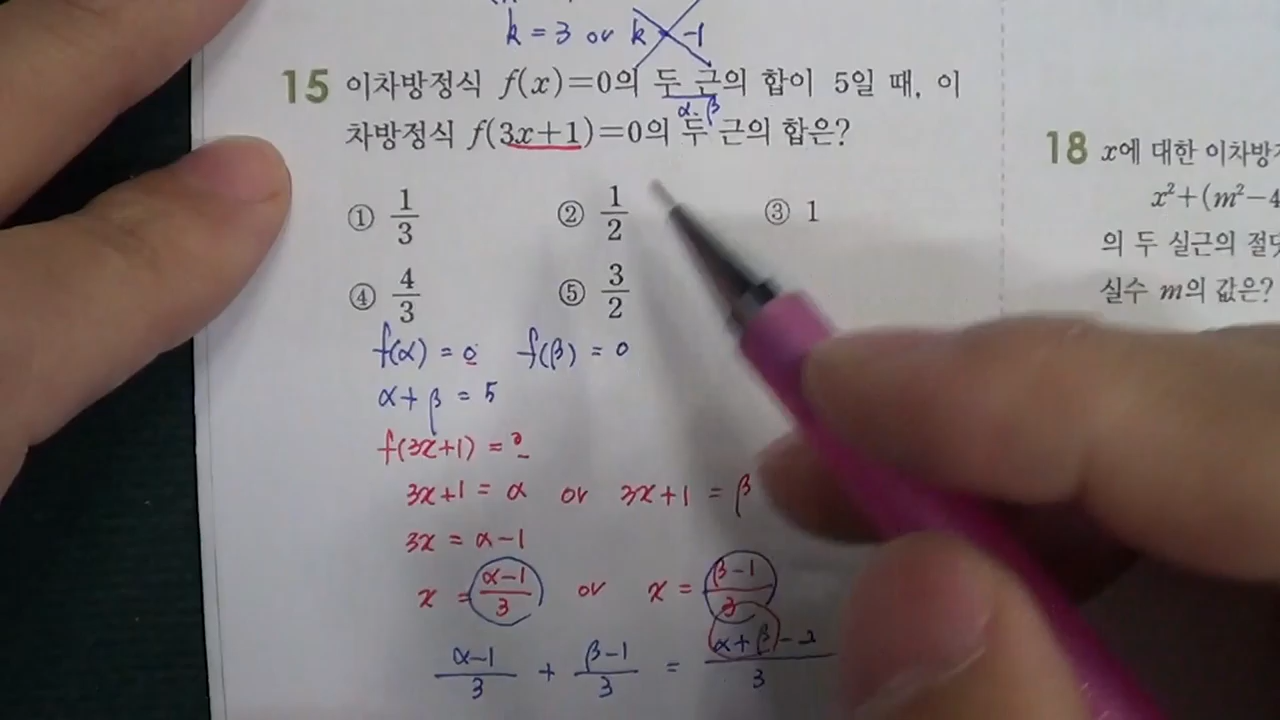 k = 3 or k = -1
15 이차방정식 f(x)=0의 두 근의 합이 5일 때, 이
α, β
차방정식 f(3x+1)=0의 두 근의 합은?
① 1/3 ② 1/2 ③ 1
④ 4/3 ⑤ 3/2
f(α) = 0 f(β) = 0
α+β = 5
f(3x+1) = 0
3x+1 = α or 3x+1 = β
3x = α-1
x = (α-1)/3 or x = (β-1)/3
(α-1)/3 + (β-1)/3 = (α+β-2)/3
18 x에 대한 이차방정
x²+(m²-4
의 두 실근의 절댓
실수 m의 값은?